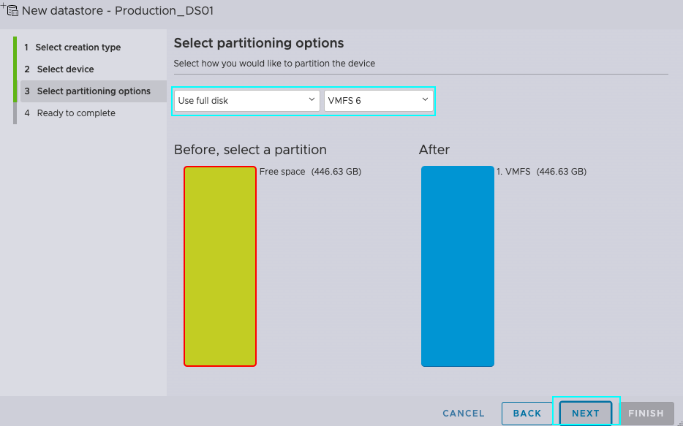 New datastore - Production_DS01
1 Select creation type
2 Select device
3 Select partitioning options
4 Ready to complete
Select partitioning options
Select how you would like to partition the device
Use full disk VMFS 6
Before, select a partition After
Free space (446.63 GB) 1. VMFS (446.63 GB)
CANCEL BACK NEXT FINISH